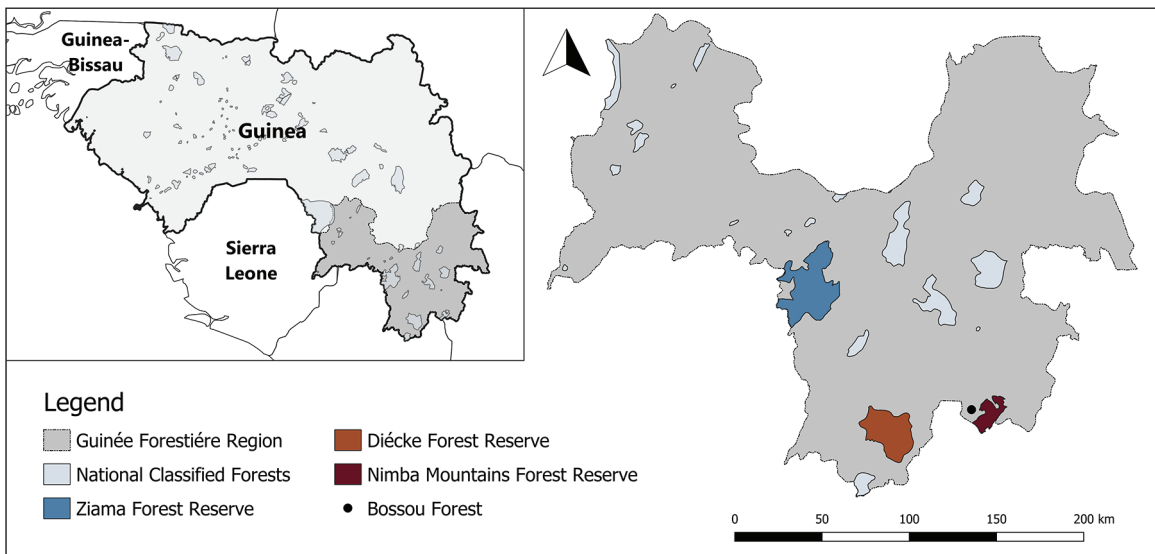 Guinea-
Bissau
Guinea
Sierra
Leone
Legend
Guinée Forestiére Region
National Classified Forests
Ziama Forest Reserve
Diécke Forest Reserve
Nimba Mountains Forest Reserve
Bossou Forest
0 50 100 150 200 km